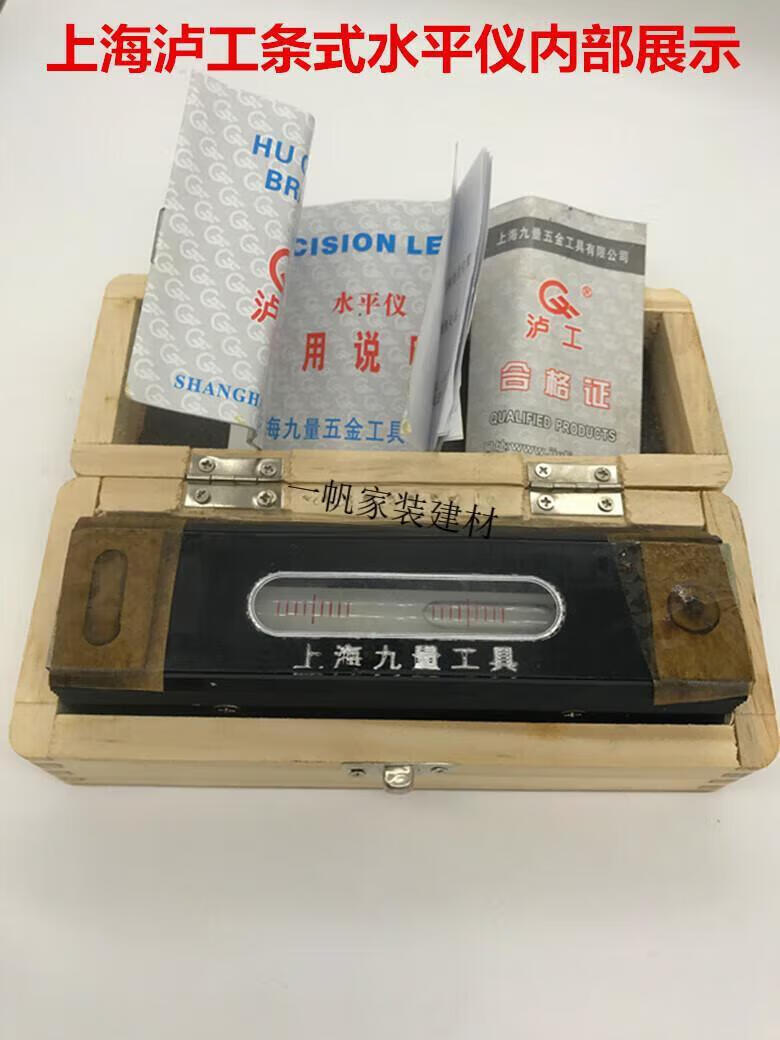 上海泸工条式水平仪内部展示
HU
BR
CISION LE
泸
水平仪
用说
SHANGH
海九量五金工具
上海九量五金工具有限公司
®
泸工
合格证
QUALIFIED PRODUCTS
一帆家装建材
上海九量工具